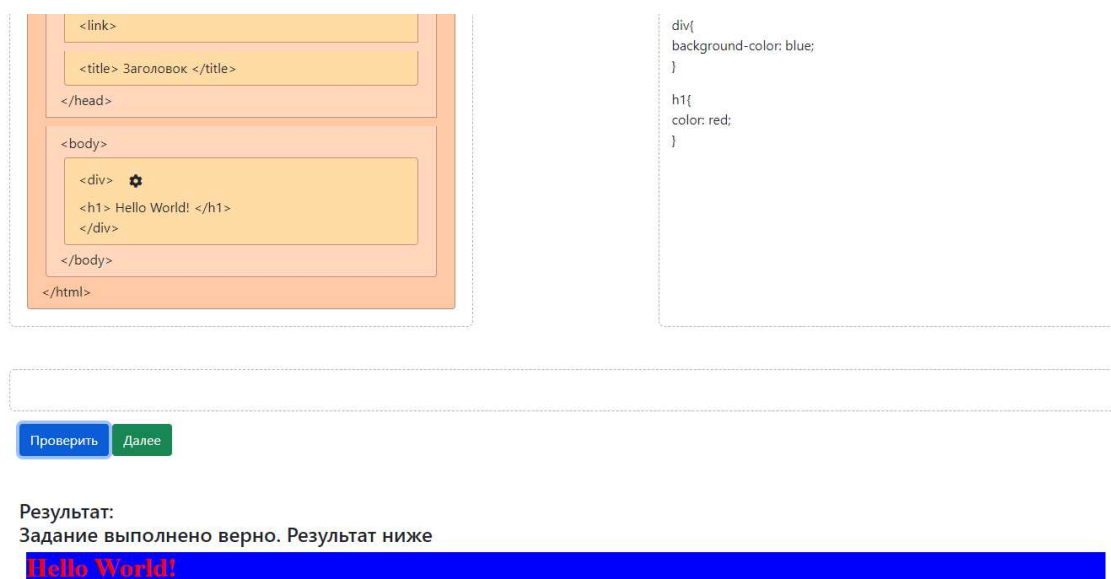 <link>
<title> Заголовок </title>
</head>
<body>
<div>
<h1> Hello World! </h1>
</div>
</body>
</html>
div{
background-color: blue;
}
h1{
color: red;
}
Проверить Далее
Результат:
Задание выполнено верно. Результат ниже
Hello World!